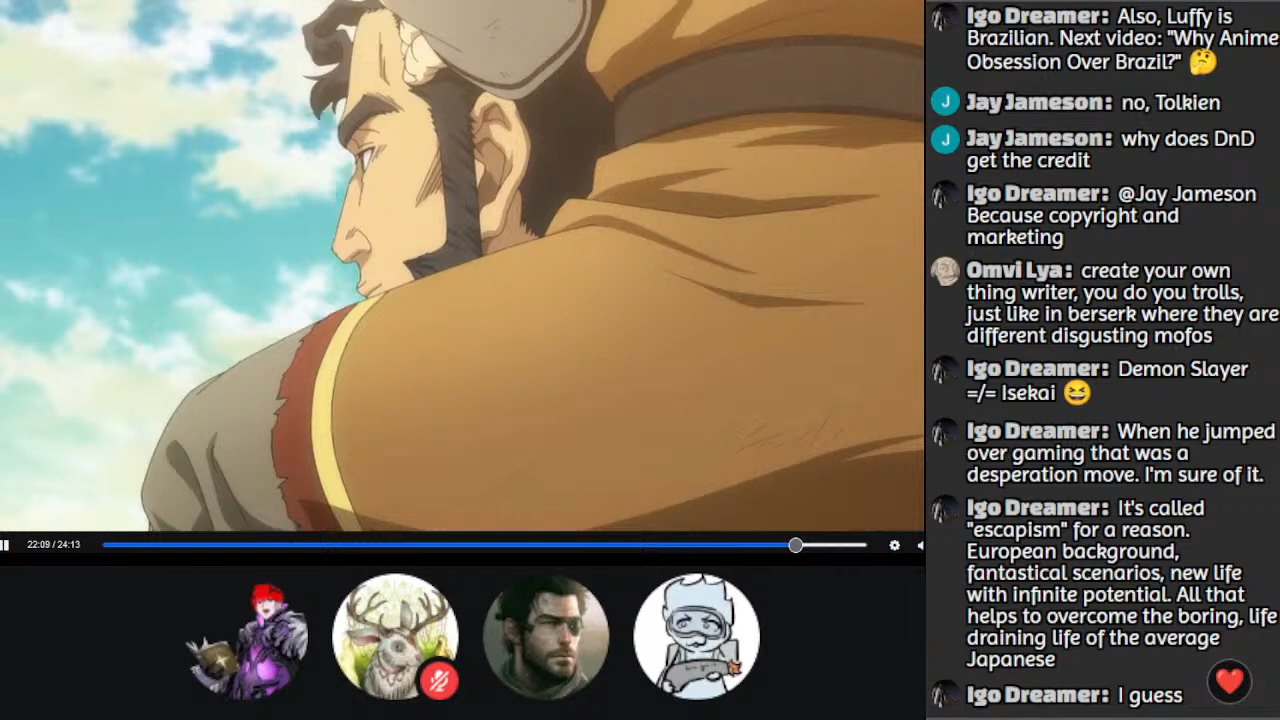 Igo Dreamer: Also, Luffy is
Brazilian. Next video: "Why Anime
Obsession Over Brazil?" 🤔
J Jay Jameson: no, Tolkien
J Jay Jameson: why does DnD
get the credit
Igo Dreamer: @Jay Jameson
Because copyright and
marketing
Omvi Lya: create your own
thing writer, you do you trolls,
just like in berserk where they are
different disgusting mofos
Igo Dreamer: Demon Slayer
=/= Isekai 😆
Igo Dreamer: When he jumped
over gaming that was a
desperation move. I'm sure of it.
Igo Dreamer: It's called
"escapism" for a reason.
European background,
fantastical scenarios, new life
with infinite potential. All that
helps to overcome the boring, life
draining life of the average
Japanese
Igo Dreamer: I guess
22:09 / 24:13